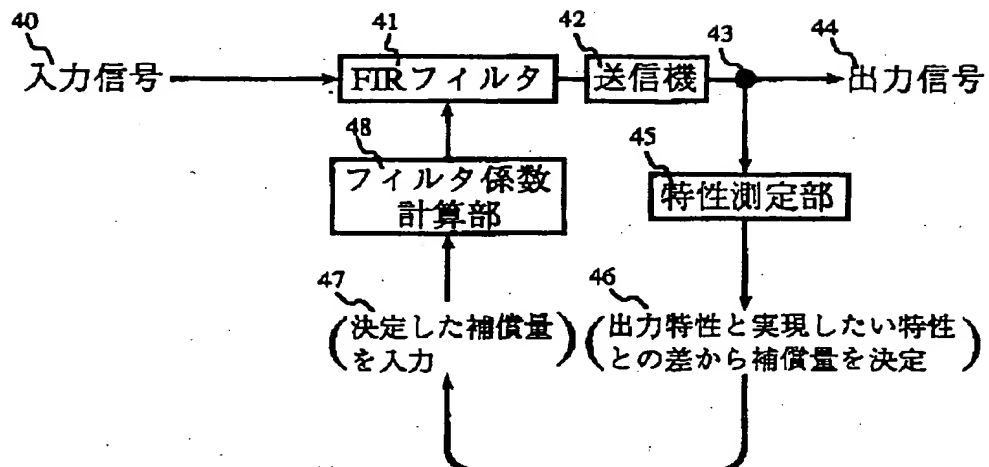 40
入力信号
41
FIRフィルタ
42
送信機
43
44
出力信号
48
フィルタ係数
計算部
45
特性測定部
47
(決定した補償量
を入力)
46
(出力特性と実現したい特性
との差から補償量を決定)